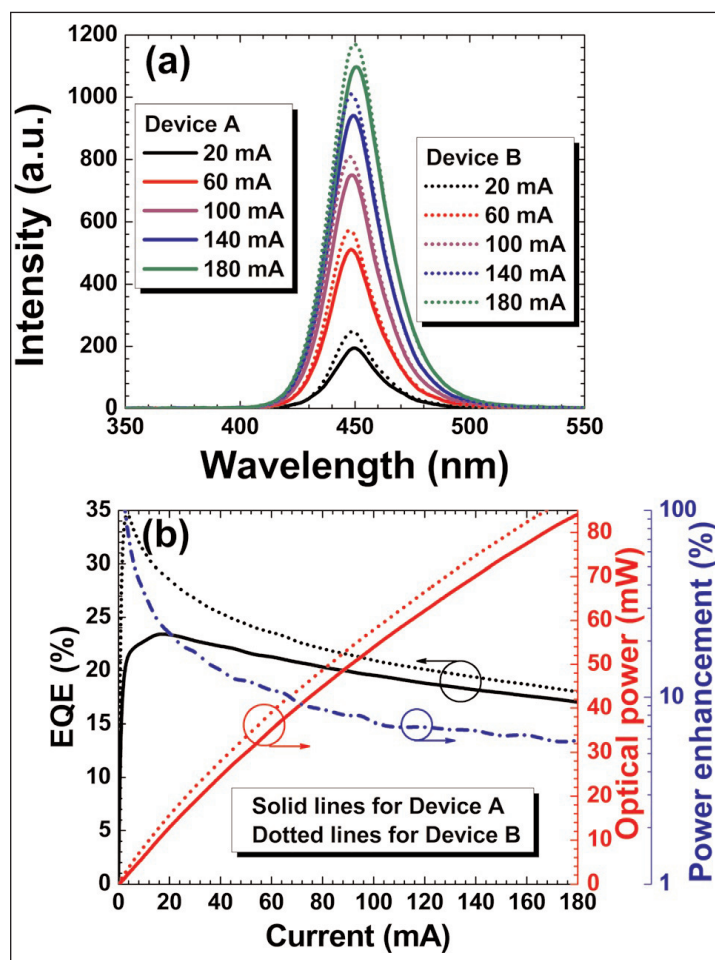 (a)
Intensity (a.u.)
1200
1000
800
600
400
200
0
Device A
20 mA
60 mA
100 mA
140 mA
180 mA
Device B
20 mA
60 mA
100 mA
140 mA
180 mA
350 400 450 500 550
Wavelength (nm)
(b)
EQE (%)
35
30
25
20
15
10
5
0
Optical power (mW)
80
70
60
50
40
30
20
10
0
Power enhancement (%)
100
10
1
Solid lines for Device A
Dotted lines for Device B
0 20 40 60 80 100 120 140 160 180
Current (mA)